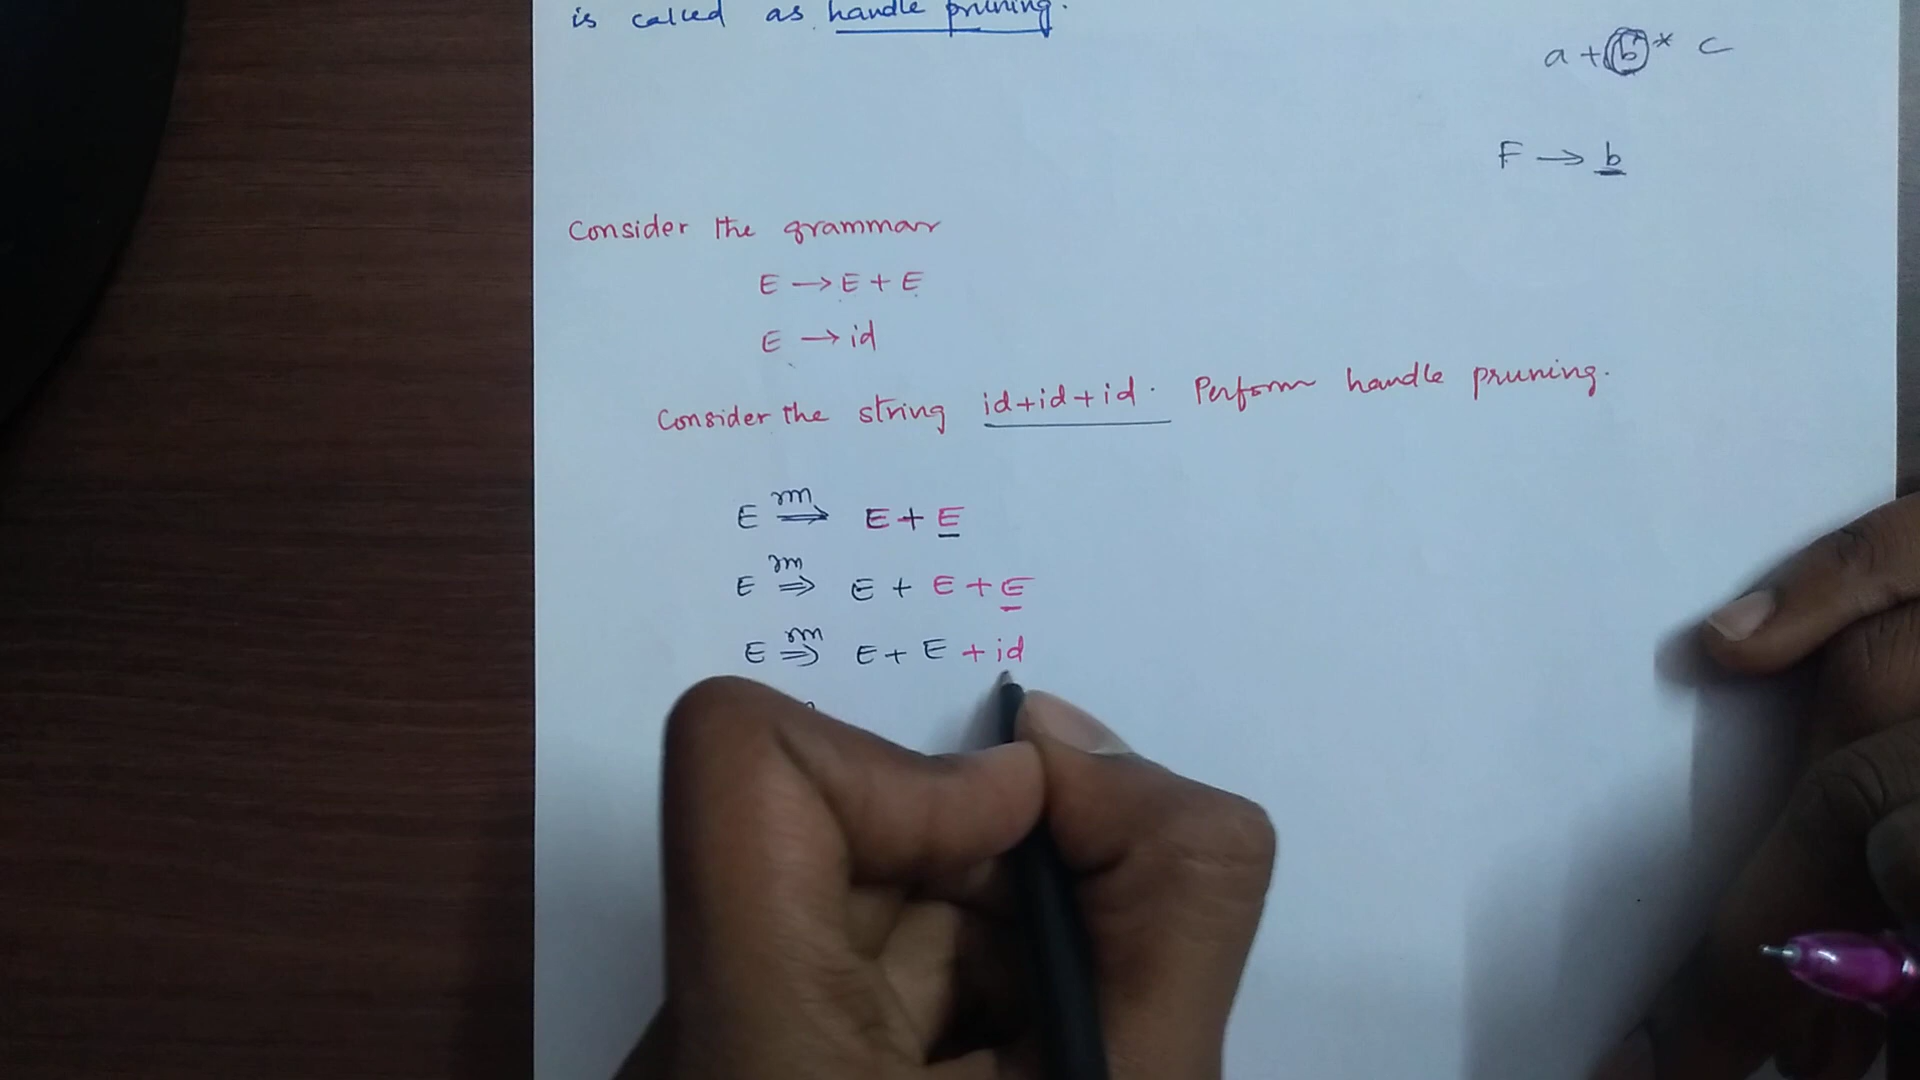 is called as handle pruning.
a + b * c
F → b
Consider the grammar
E → E + E
E → id
Consider the string id+id+id. Perform handle pruning.
E rm⇒ E + E
E rm⇒ E + E + E
E rm⇒ E + E + id